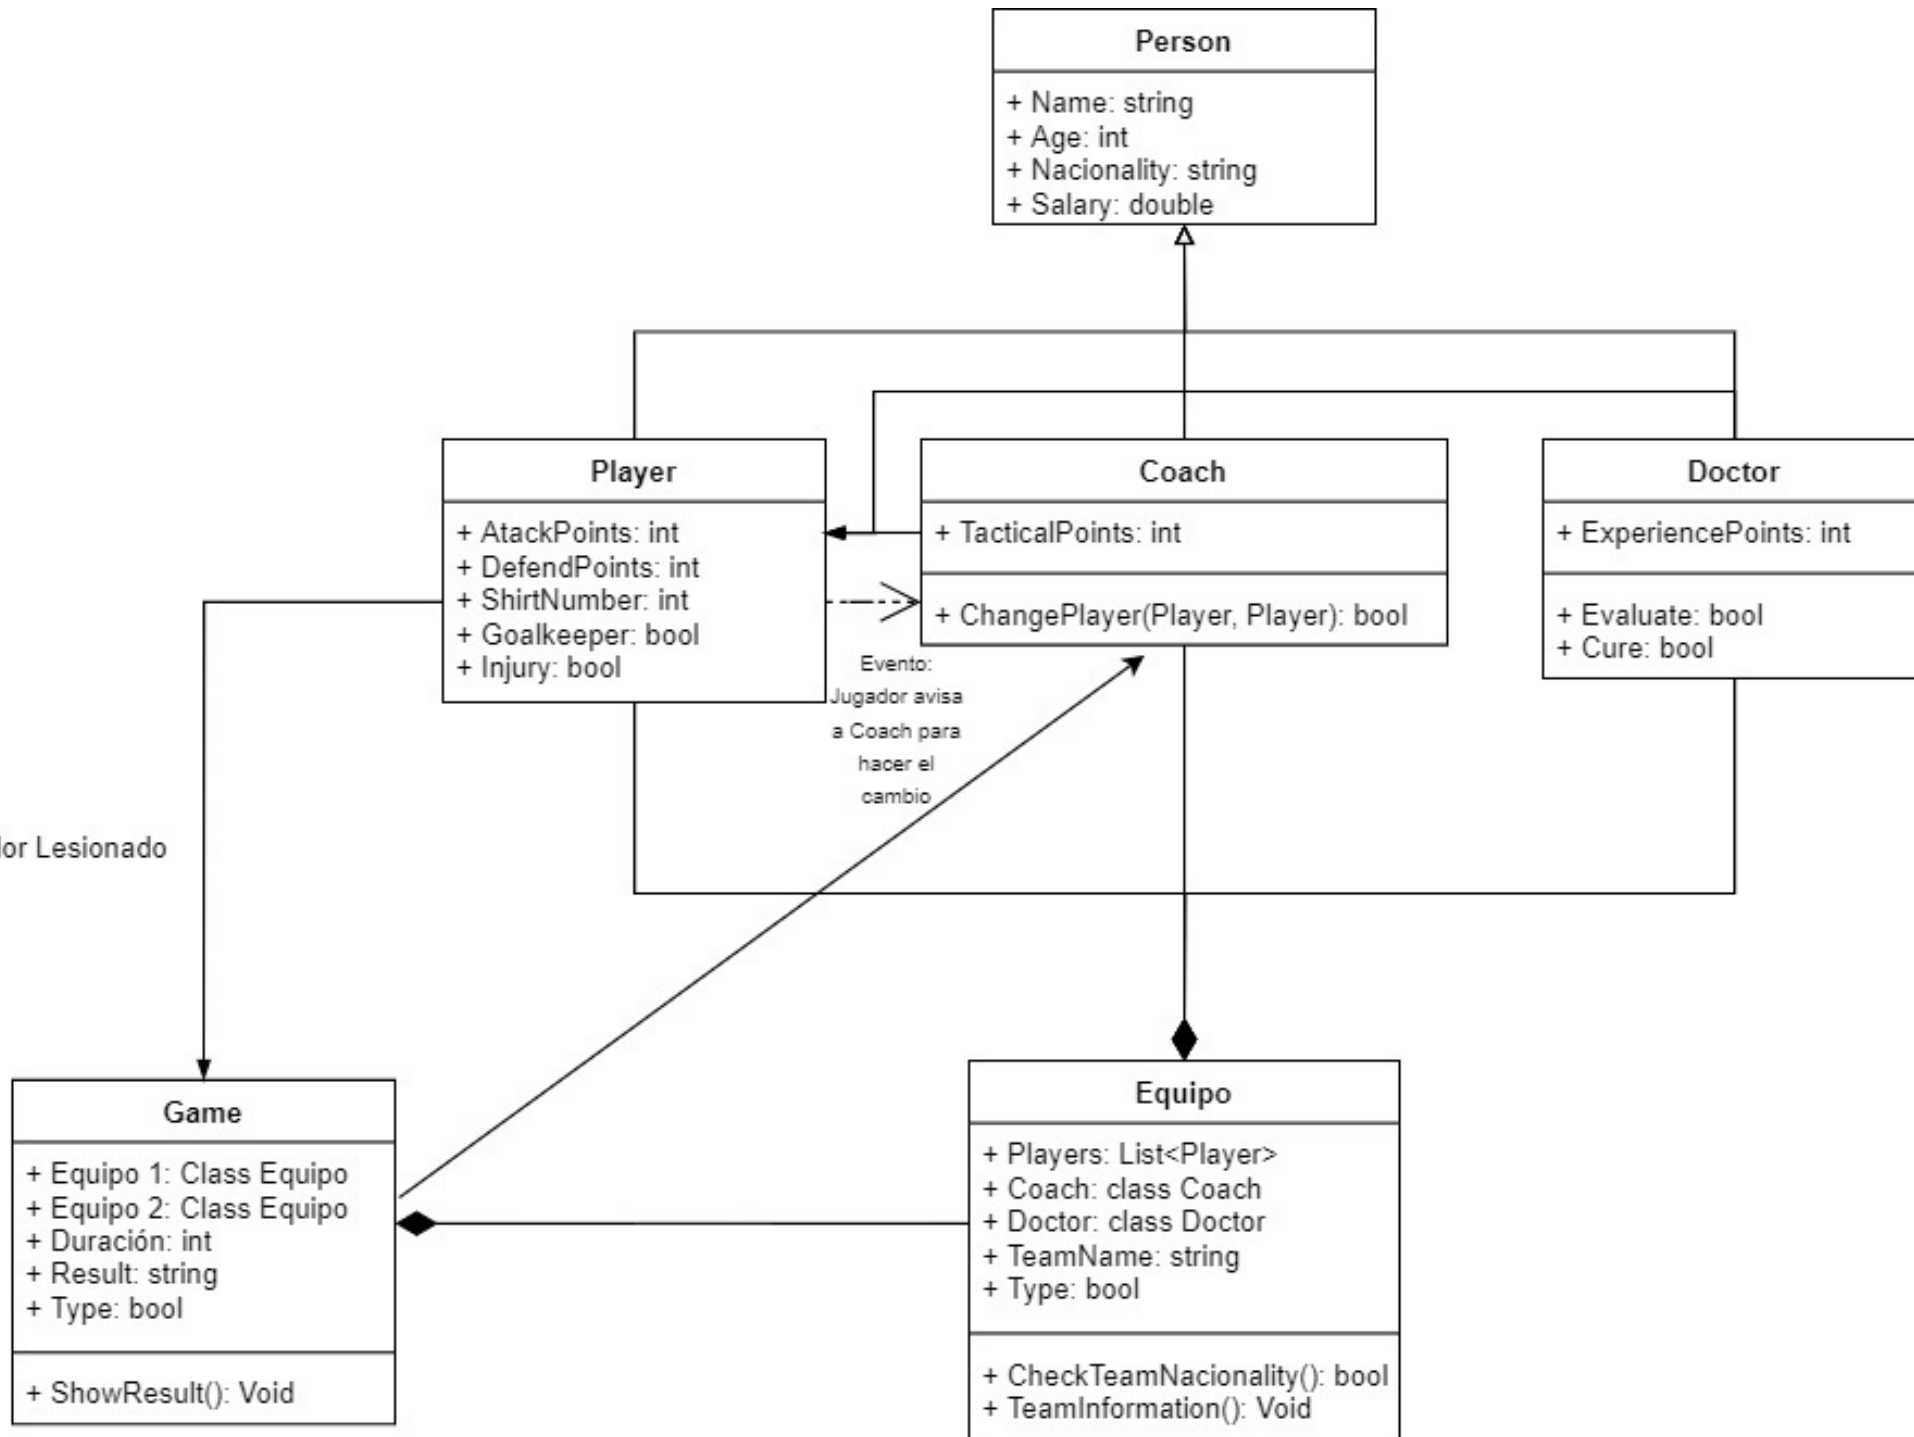 Person
+ Name: string
+ Age: int
+ Nacionality: string
+ Salary: double
Player
+ AtackPoints: int
+ DefendPoints: int
+ ShirtNumber: int
+ Goalkeeper: bool
+ Injury: bool
Coach
+ TacticalPoints: int
+ ChangePlayer(Player, Player): bool
Doctor
+ ExperiencePoints: int
+ Evaluate: bool
+ Cure: bool
Evento:
Jugador avisa
a Coach para
hacer el
cambio
Lesionado
Game
+ Equipo 1: Class Equipo
+ Equipo 2: Class Equipo
+ Duración: int
+ Result: string
+ Type: bool
+ ShowResult(): Void
Equipo
+ Players: List<Player>
+ Coach: class Coach
+ Doctor: class Doctor
+ TeamName: string
+ Type: bool
+ CheckTeamNacionality(): bool
+ TeamInformation(): Void